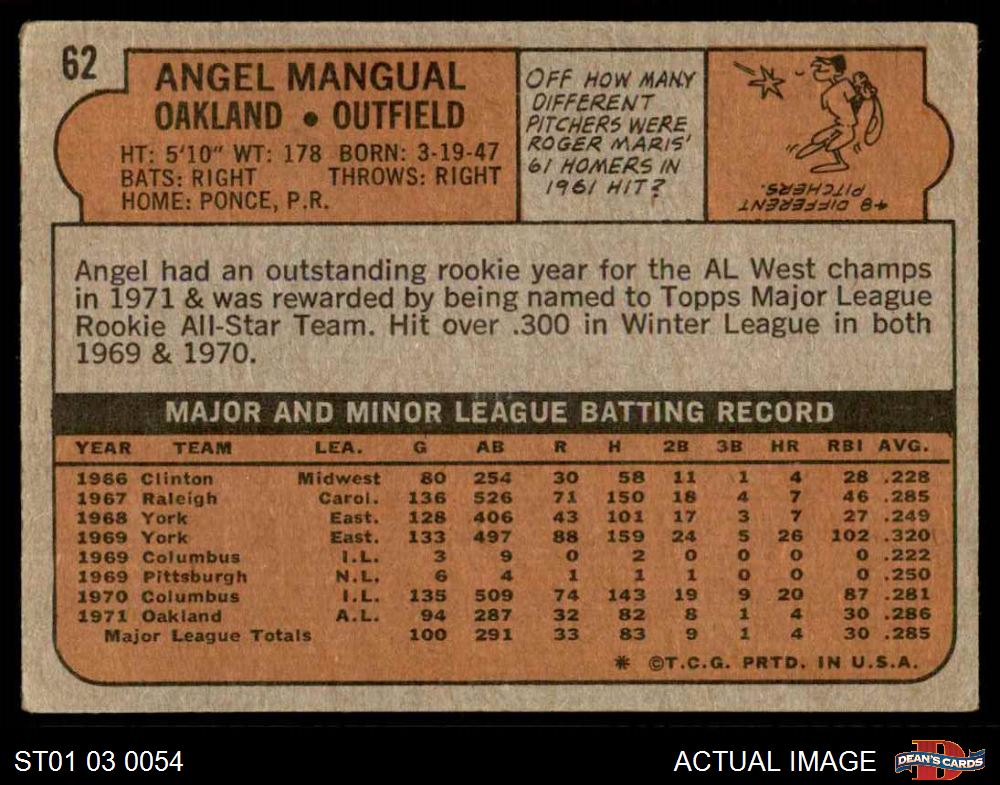 62
ANGEL MANGUAL
OAKLAND • OUTFIELD
HT: 5'10" WT: 178 BORN: 3-19-47
BATS: RIGHT THROWS: RIGHT
HOME: PONCE, P.R.
OFF HOW MANY
DIFFERENT
PITCHERS WERE
ROGER MARIS'
61 HOMERS IN
1961 HIT?
48 DIFFERENT
PITCHERS.
Angel had an outstanding rookie year for the AL West champs
in 1971 & was rewarded by being named to Topps Major League
Rookie All-Star Team. Hit over .300 in Winter League in both
1969 & 1970.
MAJOR AND MINOR LEAGUE BATTING RECORD
YEAR TEAM LEA. G AB R H 2B 3B HR RBI AVG.
1966 Clinton Midwest 80 254 30 58 11 1 4 28 .228
1967 Raleigh Carol. 136 526 71 150 18 4 7 46 .285
1968 York East. 128 406 43 101 17 3 7 27 .249
1969 York East. 133 497 88 159 24 5 26 102 .320
1969 Columbus I.L. 3 9 0 2 0 0 0 0 .222
1969 Pittsburgh N.L. 6 4 1 1 1 0 0 0 .250
1970 Columbus I.L. 135 509 74 143 19 9 20 87 .281
1971 Oakland A.L. 94 287 32 82 8 1 4 30 .286
Major League Totals 100 291 33 83 9 1 4 30 .285
* ©T.C.G. PRTD. IN U.S.A.
ST01 03 0054
ACTUAL IMAGE
DEAN'S CARDS